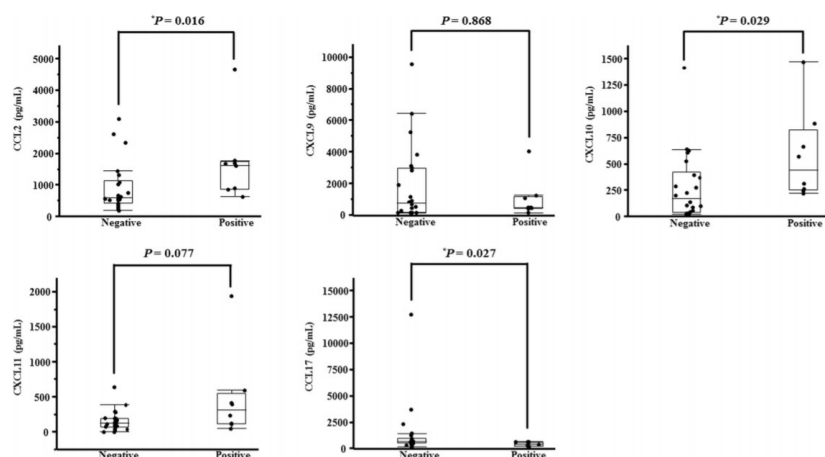 *P = 0.016
CCL2 (pg/mL)
5000
4000
3000
2000
1000
0
Negative
Positive
P = 0.868
CXCL9 (pg/mL)
10000
8000
6000
4000
2000
0
Negative
Positive
*P = 0.029
CXCL10 (pg/mL)
1500
1250
1000
750
500
250
0
Negative
Positive
P = 0.077
CXCL11 (pg/mL)
2000
1500
1000
500
0
Negative
Positive
*P = 0.027
CCL17 (pg/mL)
15000
12500
10000
7500
5000
2500
0
Negative
Positive